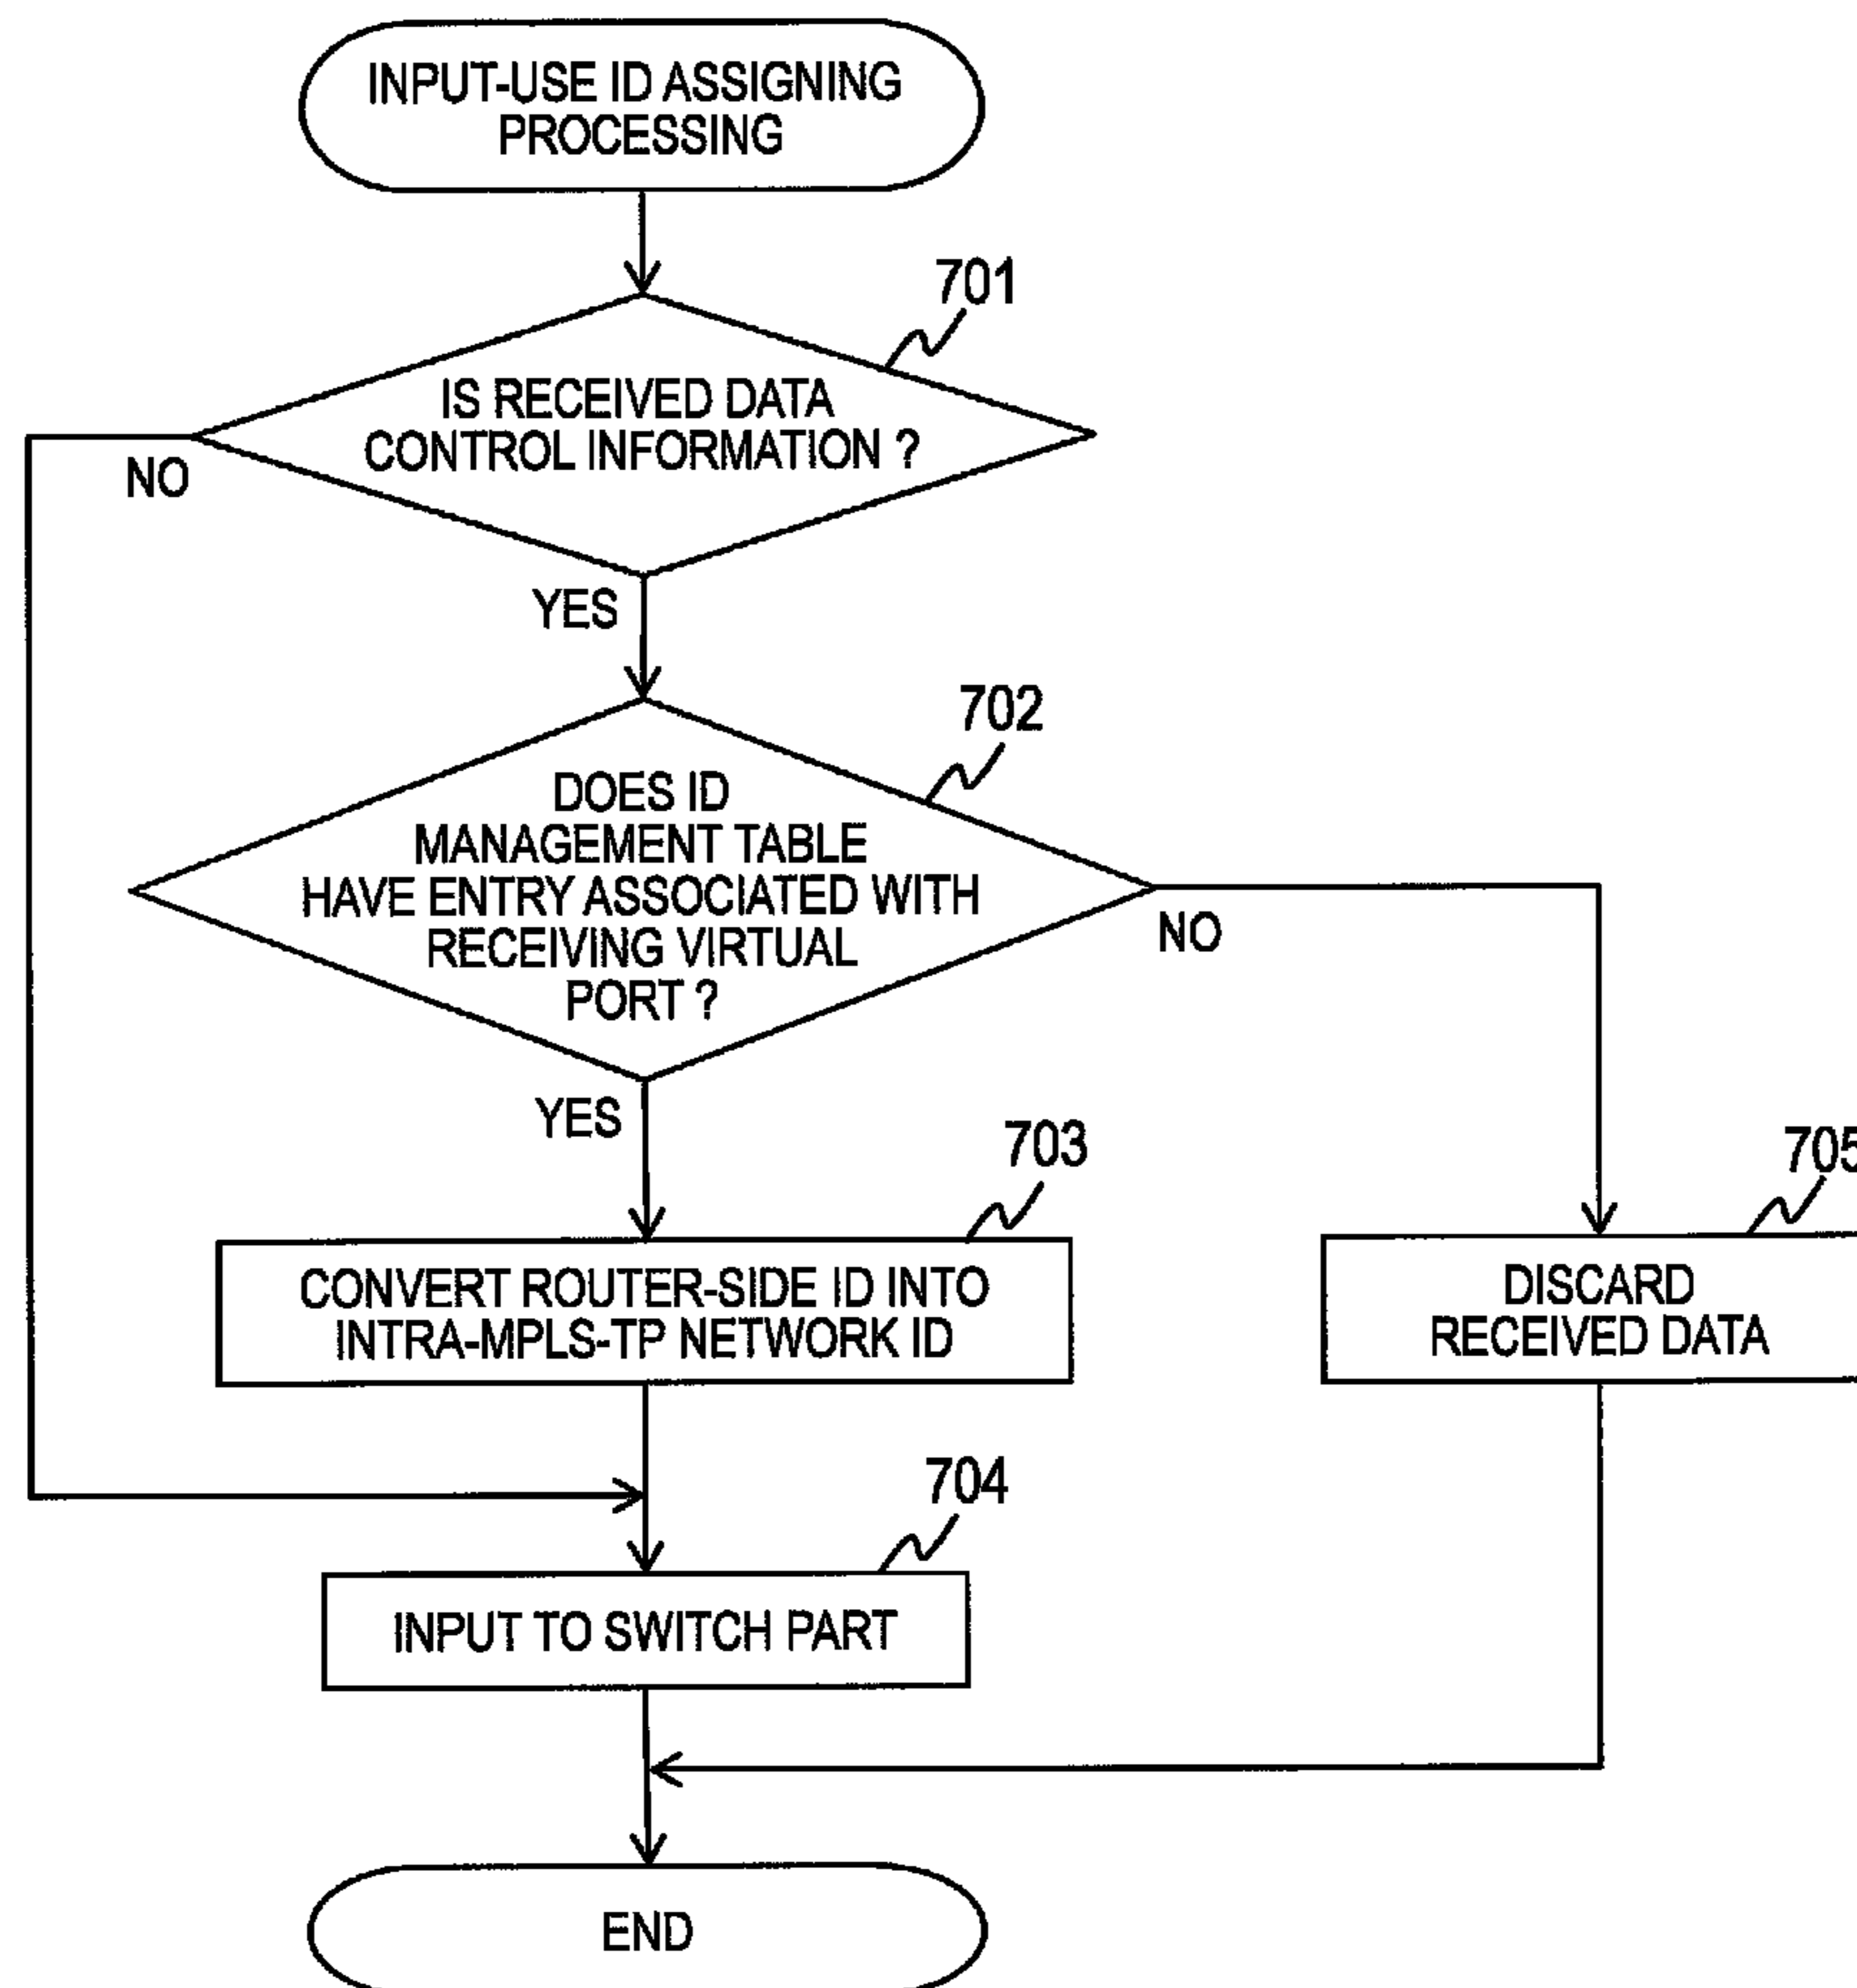 INPUT-USE ID ASSIGNING
PROCESSING
701
IS RECEIVED DATA
CONTROL INFORMATION ?
NO
YES
702
DOES ID
MANAGEMENT TABLE
HAVE ENTRY ASSOCIATED WITH
RECEIVING VIRTUAL
PORT ?
NO
YES
703
705
CONVERT ROUTER-SIDE ID INTO
INTRA-MPLS-TP NETWORK ID
DISCARD
RECEIVED DATA
704
INPUT TO SWITCH PART
END